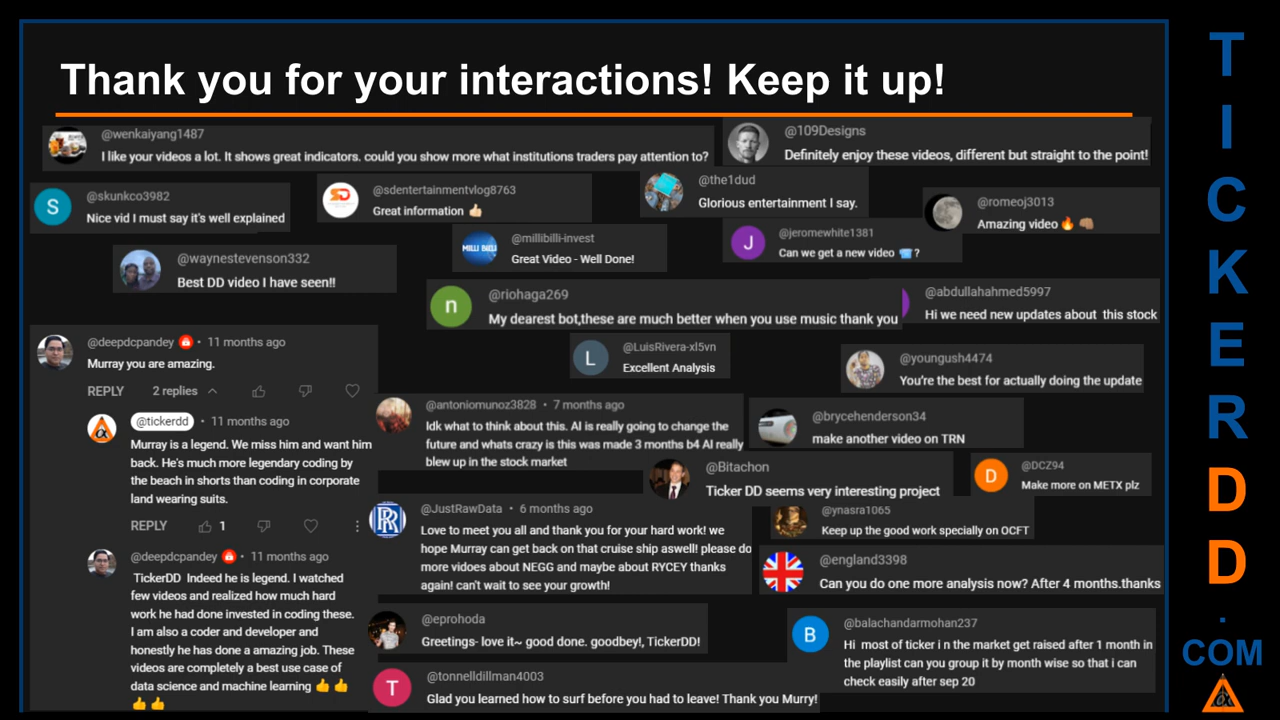 Thank you for your interactions! Keep it up!
@wenkaiyang1487
I like your videos a lot. It shows great indicators. could you show more what institutions traders pay attention to?
@109Designs
Definitely enjoy these videos, different but straight to the point!
S
@skunkco3982
Nice vid I must say it's well explained
@sdentertainmentvlog8763
Great information 👍🏻
@the1dud
Glorious entertainment I say.
@romeoj3013
Amazing video 🔥 👊🏽
MILLI BILLI
@millibilli-invest
Great Video - Well Done!
J
@jeromewhite1381
Can we get a new video ?
@waynestevenson332
Best DD video I have seen!!
n
@riohaga269
My dearest bot,these are much better when you use music thank you
@abdullahahmed5997
Hi we need new updates about this stock
L
@LuisRivera-xl5vn
Excellent Analysis
@youngush4474
You're the best for actually doing the update
@deepdcpandey • 11 months ago
Murray you are amazing.
REPLY 2 replies
@tickerdd • 11 months ago
Murray is a legend. We miss him and want him
back. He's much more legendary coding by
the beach in shorts than coding in corporate
land wearing suits.
REPLY 1
@deepdcpandey • 11 months ago
TickerDD Indeed he is legend. I watched
few videos and realized how much hard
work he had done invested in coding these.
I am also a coder and developer and
honestly he has done a amazing job. These
videos are completely a best use case of
data science and machine learning 👍 👍
👍 👍
@antoniomunoz3828 • 7 months ago
Idk what to think about this. AI is really going to change the
future and whats crazy is this was made 3 months b4 AI really
blew up in the stock market
@brycehenderson34
make another video on TRN
@Bitachon
Ticker DD seems very interesting project
D
@DCZ94
Make more on METX plz
@JustRawData • 6 months ago
Love to meet you all and thank you for your hard work! we
hope Murray can get back on that cruise ship aswell! please do
more vidoes about NEGG and maybe about RYCEY thanks
again! can't wait to see your growth!
@ynasra1065
Keep up the good work specially on OCFT
@england3398
Can you do one more analysis now? After 4 months.thanks
@eprohoda
Greetings- love it~ good done. goodbey!, TickerDD!
B
@balachandarmohan237
Hi most of ticker i n the market get raised after 1 month in
the playlist can you group it by month wise so that i can
check easily after sep 20
T
@tonnelldillman4003
Glad you learned how to surf before you had to leave! Thank you Murry!
T
I
C
K
E
R
D
D
.
COM